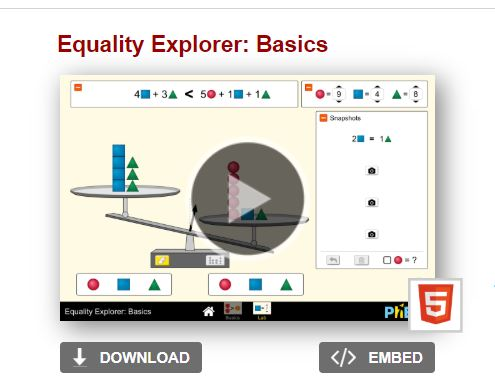 Equality Explorer: Basics
4 + 3 < 5 + 1 + 1
= 9 = 4 = 8
Snapshots
2 = 1
= ?
Equality Explorer: Basics
Basics
Lab
PhE
5
DOWNLOAD
</> EMBED